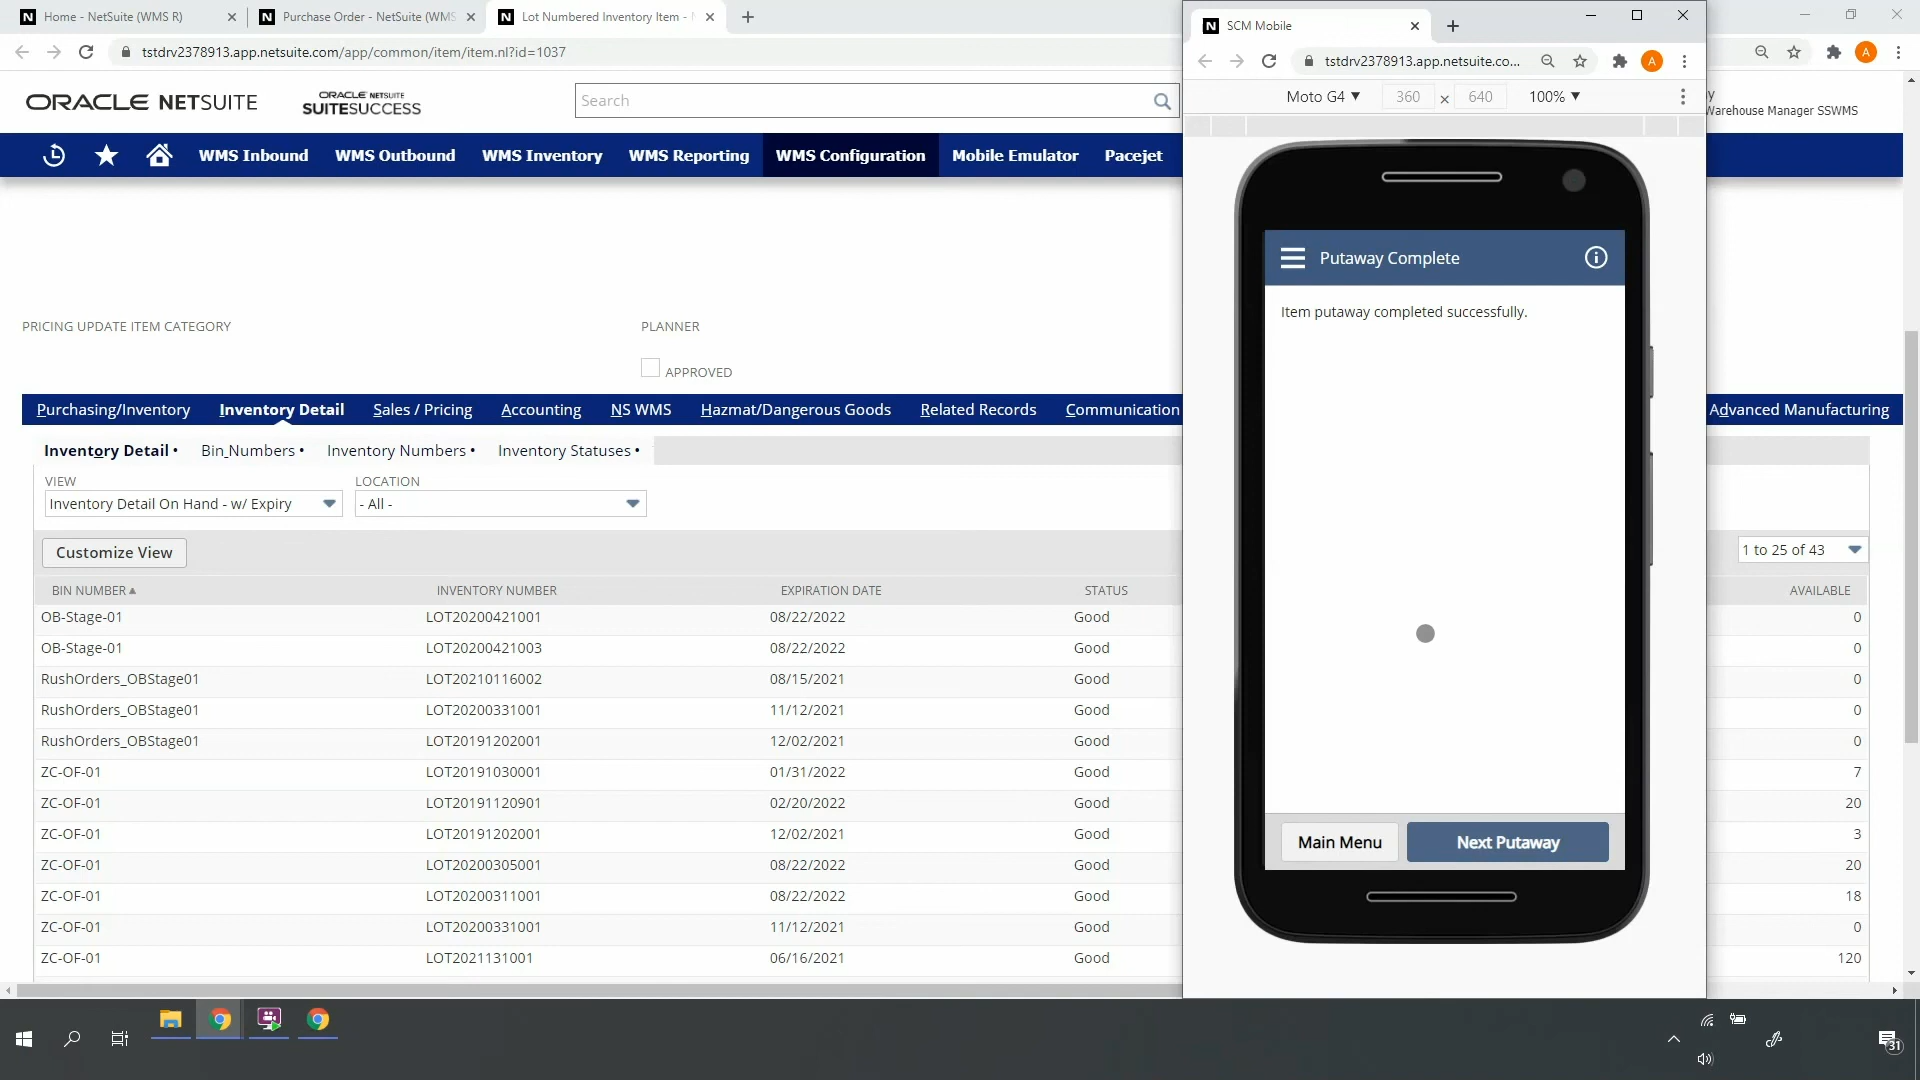 Home - NetSuite (WMS R)
Purchase Order - NetSuite (WMS
Lot Numbered Inventory Item -
tstdrv2378913.app.netsuite.com/app/common/item/item.nl?id=1037
A
ORACLE NETSUITE
ORACLE NETSUITE
SUITESUCCESS
Search
Warehouse Manager SSWMS
WMS Inbound
WMS Outbound
WMS Inventory
WMS Reporting
WMS Configuration
Mobile Emulator
Pacejet
PRICING UPDATE ITEM CATEGORY
PLANNER
APPROVED
Purchasing/Inventory
Inventory Detail
Sales / Pricing
Accounting
NS WMS
Hazmat/Dangerous Goods
Related Records
Communication
Advanced Manufacturing
Inventory Detail •
Bin Numbers •
Inventory Numbers •
Inventory Statuses •
VIEW
LOCATION
Inventory Detail On Hand - w/ Expiry
- All -
Customize View
1 to 25 of 43
BIN NUMBER ▲ INVENTORY NUMBER EXPIRATION DATE STATUS AVAILABLE
OB-Stage-01 LOT20200421001 08/22/2022 Good 0
OB-Stage-01 LOT20200421003 08/22/2022 Good 0
RushOrders_OBStage01 LOT20210116002 08/15/2021 Good 0
RushOrders_OBStage01 LOT20200331001 11/12/2021 Good 0
RushOrders_OBStage01 LOT20191202001 12/02/2021 Good 0
ZC-OF-01 LOT20191030001 01/31/2022 Good 7
ZC-OF-01 LOT20191120901 02/20/2022 Good 20
ZC-OF-01 LOT20191202001 12/02/2021 Good 3
ZC-OF-01 LOT20200305001 08/22/2022 Good 20
ZC-OF-01 LOT20200311001 08/22/2022 Good 18
ZC-OF-01 LOT20200331001 11/12/2021 Good 0
ZC-OF-01 LOT2021131001 06/16/2021 Good 120
SCM Mobile
tstdrv2378913.app.netsuite.co...
A
Moto G4 ▼ 360 × 640 100% ▼
Putaway Complete
Item putaway completed successfully.
Main Menu
Next Putaway
31